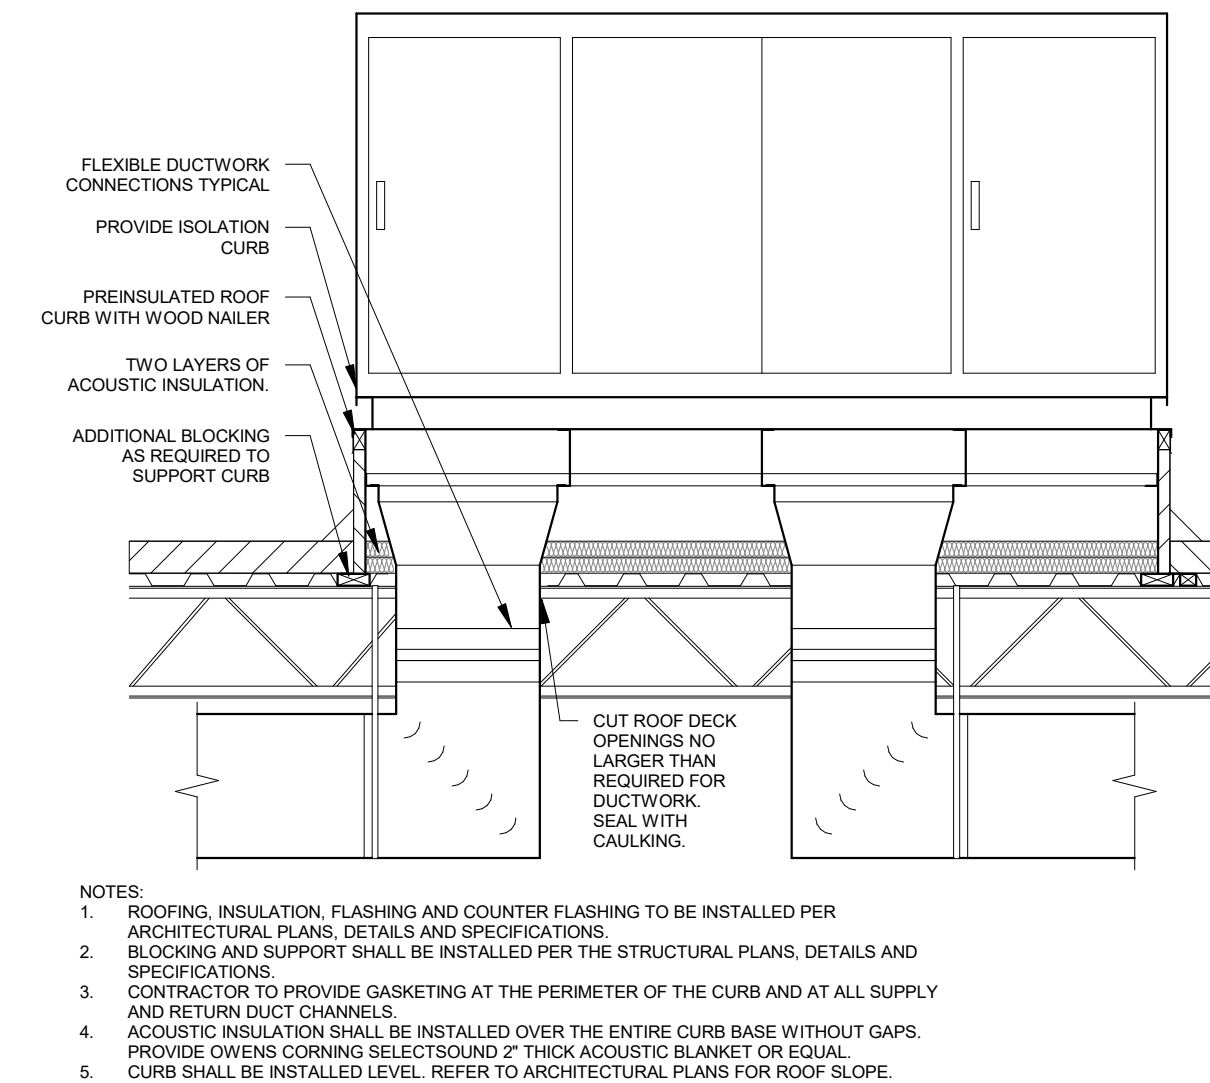 FLEXIBLE DUCTWORK
CONNECTIONS TYPICAL
PROVIDE ISOLATION
CURB
PREINSULATED ROOF
CURB WITH WOOD NAILER
TWO LAYERS OF
ACOUSTIC INSULATION.
ADDITIONAL BLOCKING
AS REQUIRED TO
SUPPORT CURB
CUT ROOF DECK
OPENINGS NO
LARGER THAN
REQUIRED FOR
DUCTWORK.
SEAL WITH
CAULKING.
NOTES:
1. ROOFING, INSULATION, FLASHING AND COUNTER FLASHING TO BE INSTALLED PER
ARCHITECTURAL PLANS, DETAILS AND SPECIFICATIONS.
2. BLOCKING AND SUPPORT SHALL BE INSTALLED PER THE STRUCTURAL PLANS, DETAILS AND
SPECIFICATIONS.
3. CONTRACTOR TO PROVIDE GASKETING AT THE PERIMETER OF THE CURB AND AT ALL SUPPLY
AND RETURN DUCT CHANNELS.
4. ACOUSTIC INSULATION SHALL BE INSTALLED OVER THE ENTIRE CURB BASE WITHOUT GAPS.
PROVIDE OWENS CORNING SELECTSOUND 2" THICK ACOUSTIC BLANKET OR EQUAL.
5. CURB SHALL BE INSTALLED LEVEL. REFER TO ARCHITECTURAL PLANS FOR ROOF SLOPE.